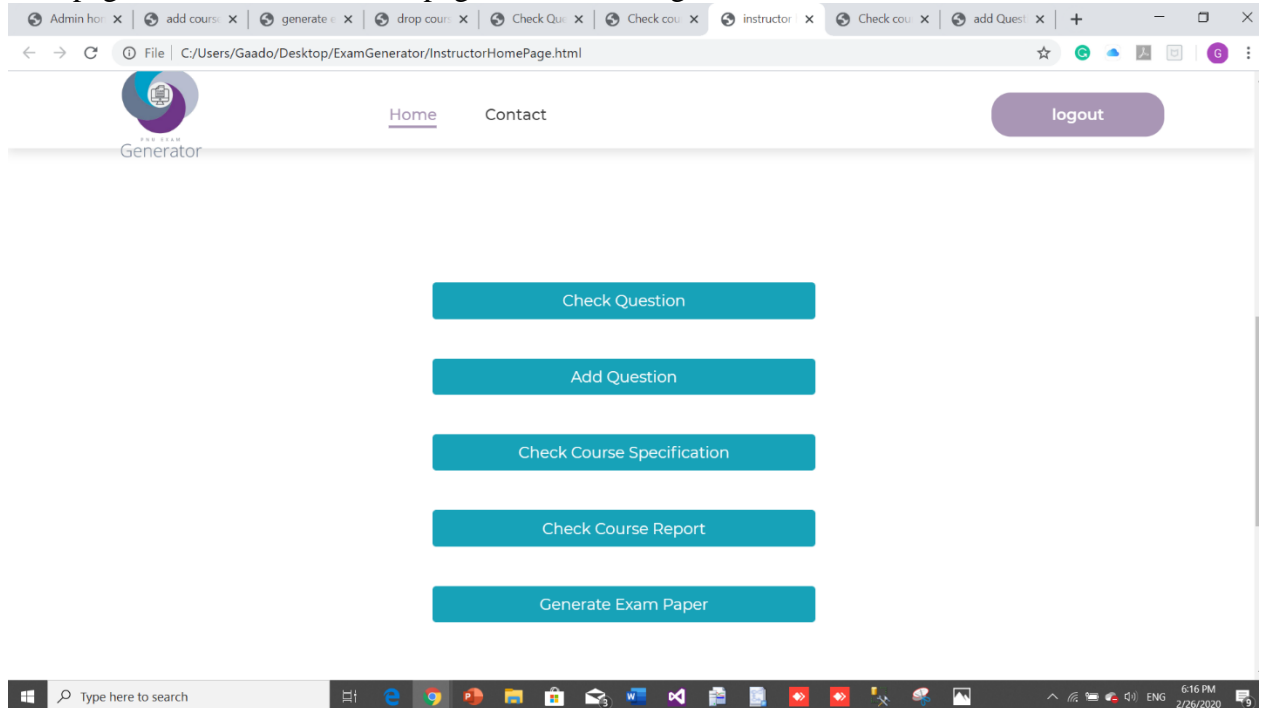 Admin hor
add cours
generate e
drop cours
Check Que
Check cou
instructor
Check cou
add Quest
File C:/Users/Gaado/Desktop/ExamGenerator/InstructorHomePage.html
G
Home Contact logout
Generator
Check Question
Add Question
Check Course Specification
Check Course Report
Generate Exam Paper
Type here to search
ENG
6:16 PM
2/26/2020